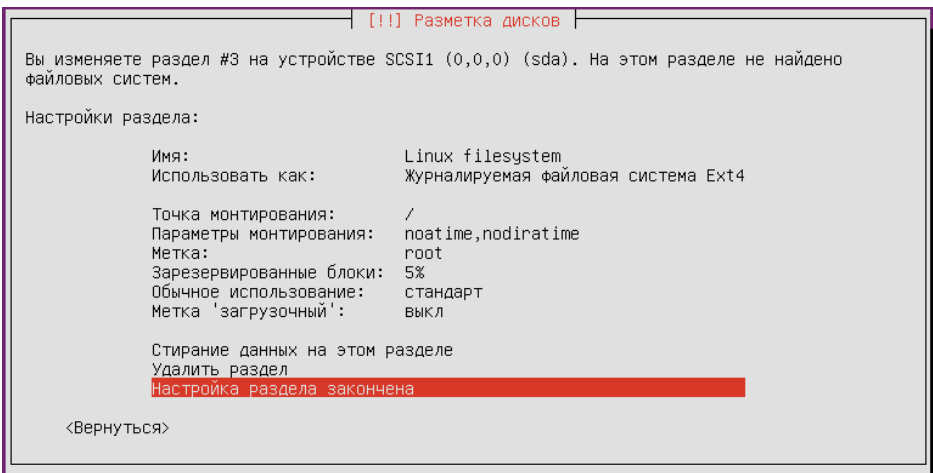 [!!] Разметка дисков
Вы изменяете раздел #3 на устройстве SCSI1 (0,0,0) (sda). На этом разделе не найдено
файловых систем.
Настройки раздела:
Имя: Linux filesystem
Использовать как: Журналируемая файловая система Ext4
Точка монтирования: /
Параметры монтирования: noatime,nodiratime
Метка: root
Зарезервированные блоки: 5%
Обычное использование: стандарт
Метка 'загрузочный': выкл
Стирание данных на этом разделе
Удалить раздел
Настройка раздела закончена
<Вернуться>